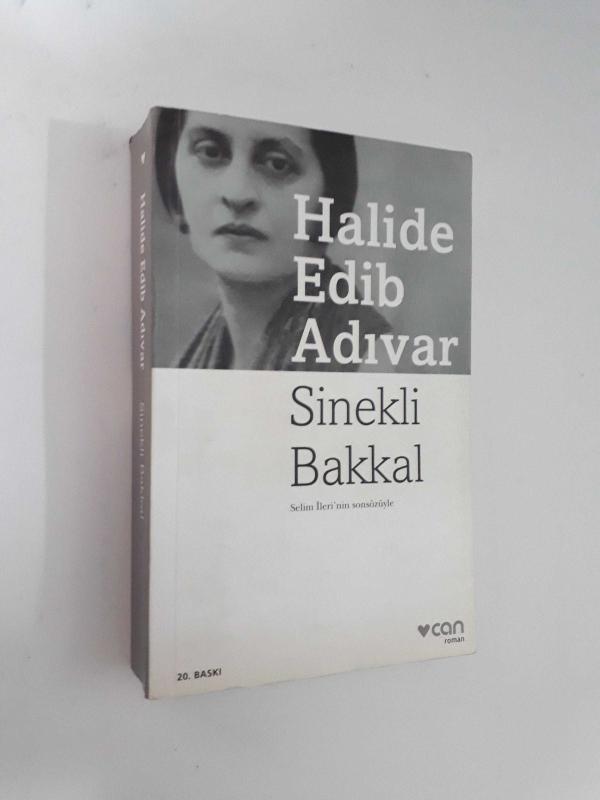 Halide
Edib
Adıvar
Sinekli
Bakkal
Selim İleri'nin sonsözüyle
can
roman
20. BASKI
Halide Edib Adıvar
Sinekli Bakkal